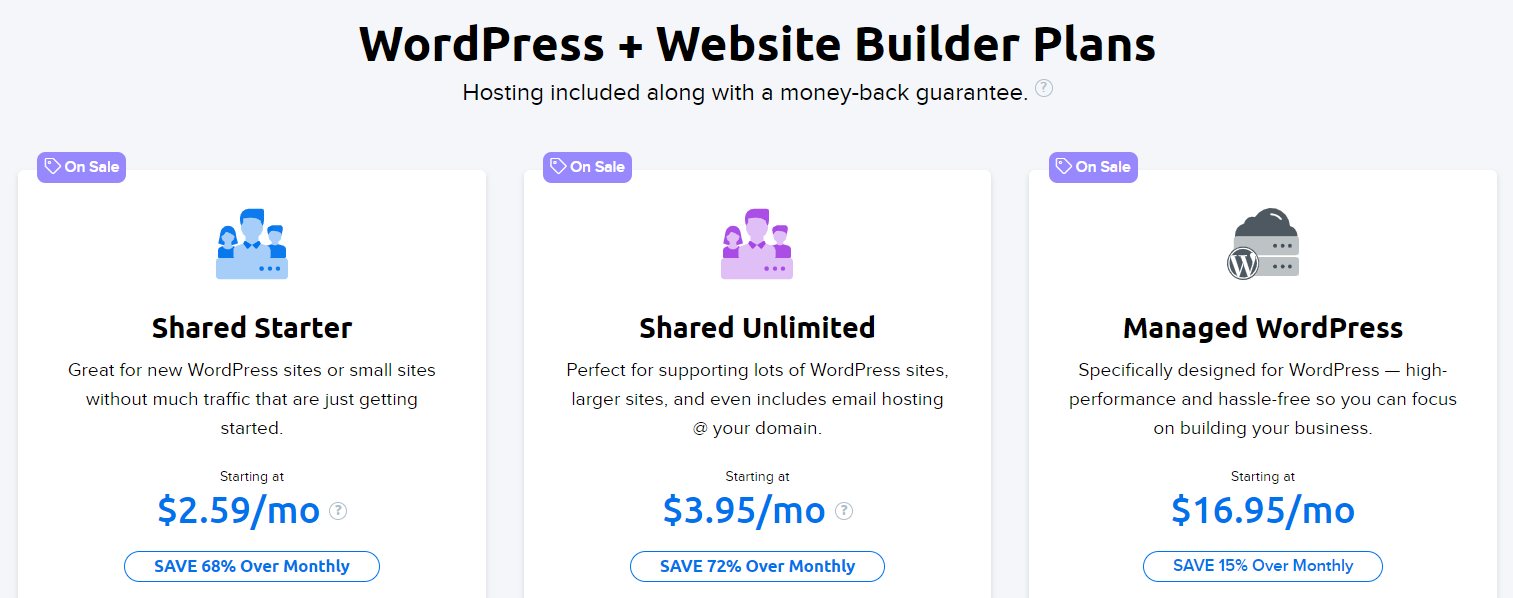 WordPress + Website Builder Plans
Hosting included along with a money-back guarantee. ?
On Sale
Shared Starter
Great for new WordPress sites or small sites
without much traffic that are just getting
started.
Starting at
$2.59/mo ?
SAVE 68% Over Monthly
On Sale
Shared Unlimited
Perfect for supporting lots of WordPress sites,
larger sites, and even includes email hosting
@ your domain.
Starting at
$3.95/mo ?
SAVE 72% Over Monthly
On Sale
W
Managed WordPress
Specifically designed for WordPress — high-
performance and hassle-free so you can focus
on building your business.
Starting at
$16.95/mo
SAVE 15% Over Monthly